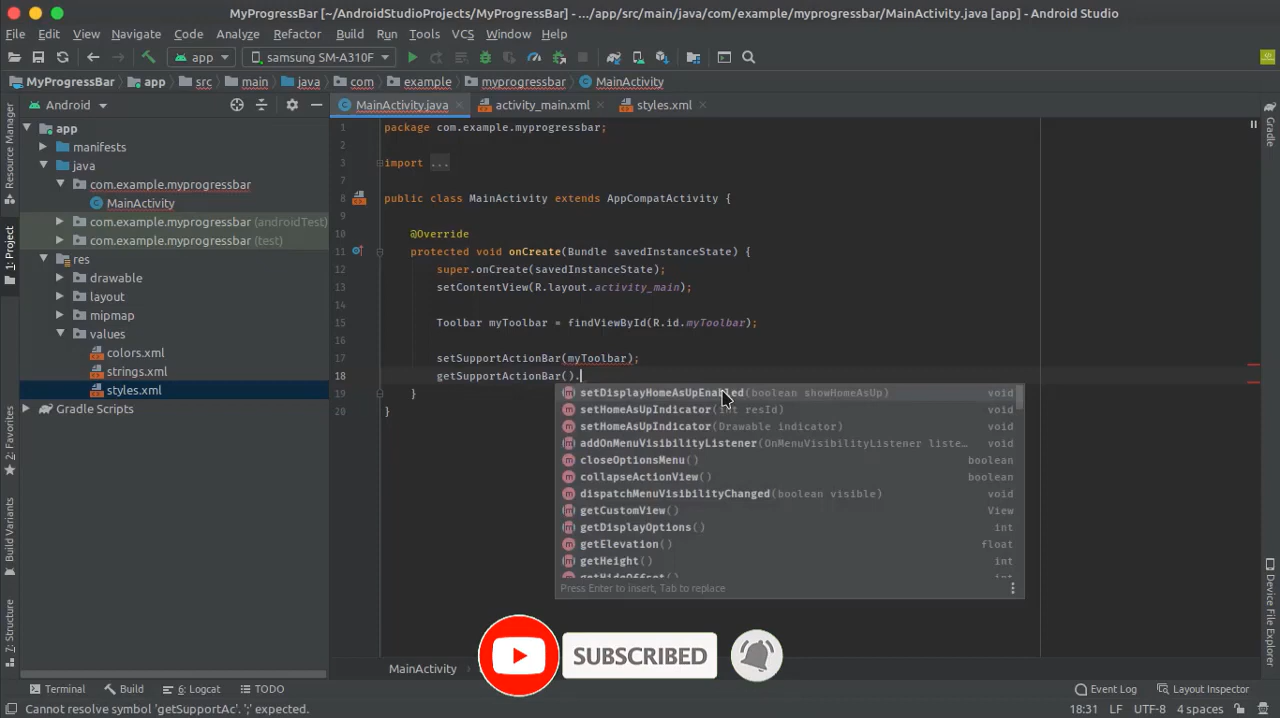 MyProgressBar [~/AndroidStudioProjects/MyProgressBar] - .../app/src/main/java/com/example/myprogressbar/MainActivity.java [app] - Android Studio
File Edit View Navigate Code Analyze Refactor Build Run Tools VCS Window Help
app samsung SM-A310F
MyProgressBar app src main java com example myprogressbar MainActivity
Android MainActivity.java activity_main.xml styles.xml
Resource Manager
1: Project
2: Favorites
Build Variants
7: Structure
app
manifests
java
com.example.myprogressbar
MainActivity
com.example.myprogressbar (androidTest)
com.example.myprogressbar (test)
res
drawable
layout
mipmap
values
colors.xml
strings.xml
styles.xml
Gradle Scripts
1 package com.example.myprogressbar;
2
3 import ...
7
8 public class MainActivity extends AppCompatActivity {
9
10 @Override
11 protected void onCreate(Bundle savedInstanceState) {
12 super.onCreate(savedInstanceState);
13 setContentView(R.layout.activity_main);
14
15 Toolbar myToolbar = findViewById(R.id.myToolbar);
16
17 setSupportActionBar(myToolbar);
18 getSupportActionBar().
19 }
20 }
m setDisplayHomeAsUpEnabled(boolean showHomeAsUp) void
m setHomeAsUpIndicator(int resId) void
m setHomeAsUpIndicator(Drawable indicator) void
m addOnMenuVisibilityListener(OnMenuVisibilityListener liste... void
m closeOptionsMenu() boolean
m collapseActionView() boolean
m dispatchMenuVisibilityChanged(boolean visible) void
m getCustomView() View
m getDisplayOptions() int
m getElevation() float
m getHeight() int
m getHideOffset() int
Press Enter to insert, Tab to replace
Gradle
Device File Explorer
SUBSCRIBED
MainActivity
Terminal Build 6: Logcat TODO Event Log Layout Inspector
Cannot resolve symbol 'getSupportAc'. ';' expected. 18:31 LF UTF-8 4 spaces